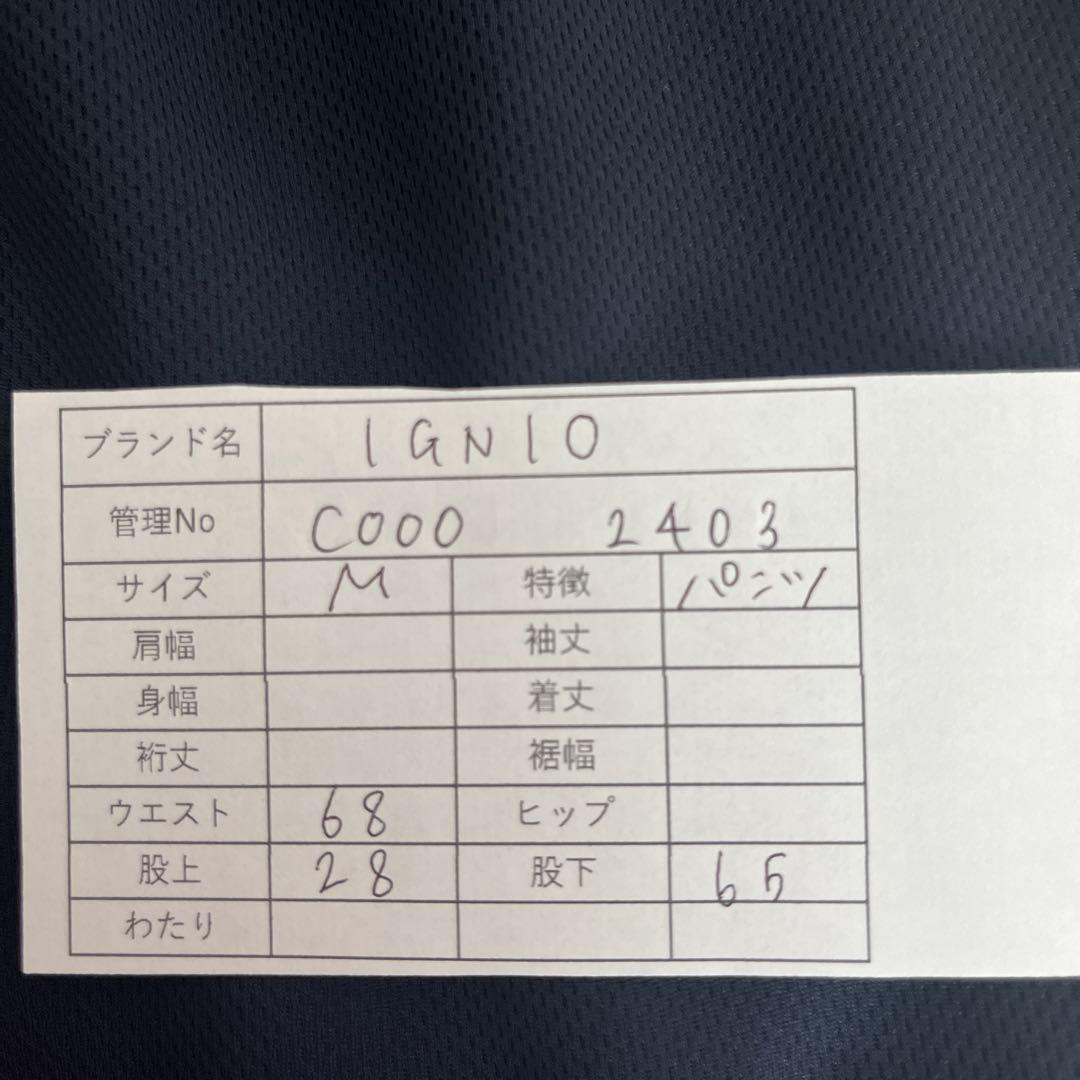 ブランド名 IGNIO
管理No C000 2403
サイズ M 特徴 パンツ
肩幅 袖丈
身幅 着丈
裄丈 裾幅
ウエスト 68 ヒップ
股上 28 股下 65
わたり